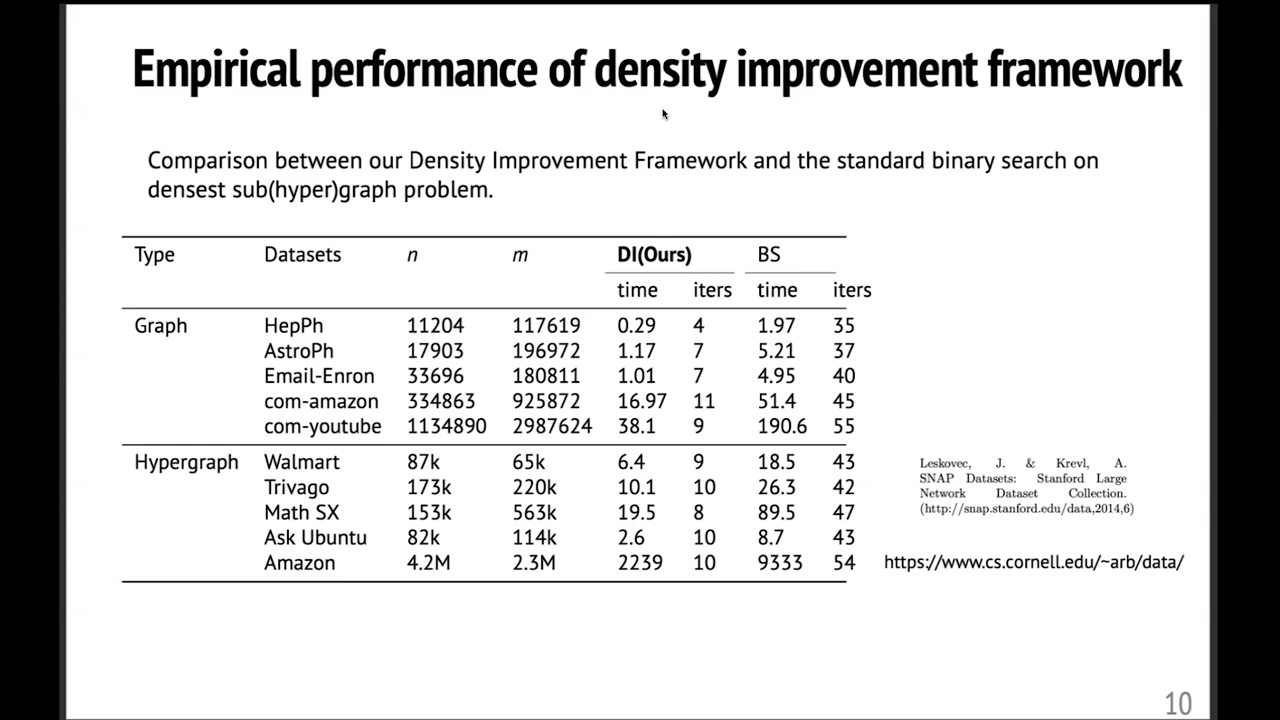 Empirical performance of density improvement framework
Comparison between our Density Improvement Framework and the standard binary search on
densest sub(hyper)graph problem.
Type Datasets n m DI(Ours) BS
time iters time iters
Graph HepPh 11204 117619 0.29 4 1.97 35
AstroPh 17903 196972 1.17 7 5.21 37
Email-Enron 33696 180811 1.01 7 4.95 40
com-amazon 334863 925872 16.97 11 51.4 45
com-youtube 1134890 2987624 38.1 9 190.6 55
Hypergraph Walmart 87k 65k 6.4 9 18.5 43
Trivago 173k 220k 10.1 10 26.3 42
Math SX 153k 563k 19.5 8 89.5 47
Ask Ubuntu 82k 114k 2.6 10 8.7 43
Amazon 4.2M 2.3M 2239 10 9333 54
Leskovec, J. & Krevl, A.
SNAP Datasets: Stanford Large
Network Dataset Collection.
(http://snap.stanford.edu/data,2014,6)
https://www.cs.cornell.edu/~arb/data/
10